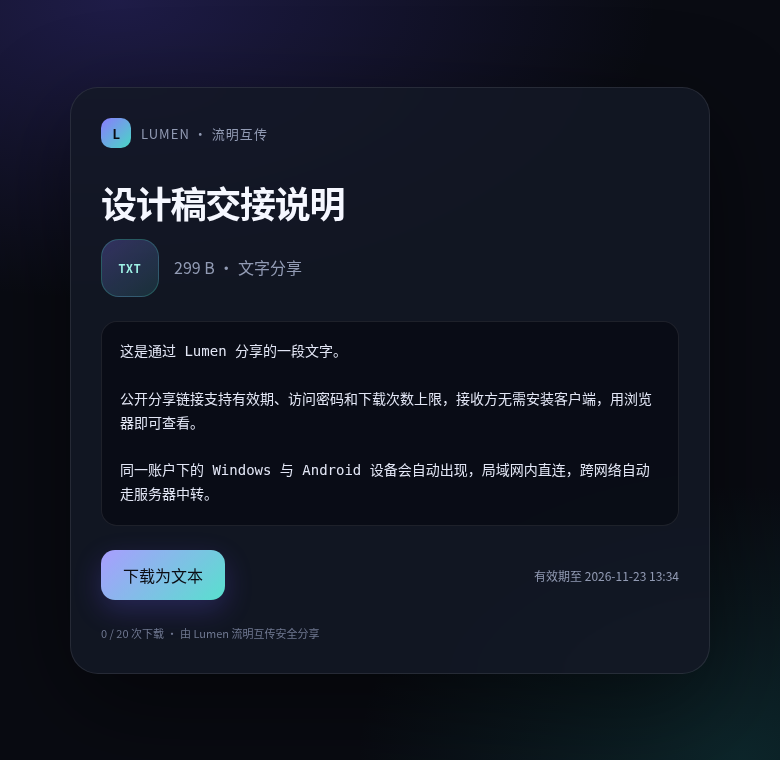 L
LUMEN · 流明互传
设计稿交接说明
TXT
299 B · 文字分享
这是通过 Lumen 分享的一段文字。
公开分享链接支持有效期、访问密码和下载次数上限，接收方无需安装客户端，用浏览
器即可查看。
同一账户下的 Windows 与 Android 设备会自动出现，局域网内直连，跨网络自动
走服务器中转。
下载为文本
有效期至 2026-11-23 13:34
0 / 20 次下载 · 由 Lumen 流明互传安全分享